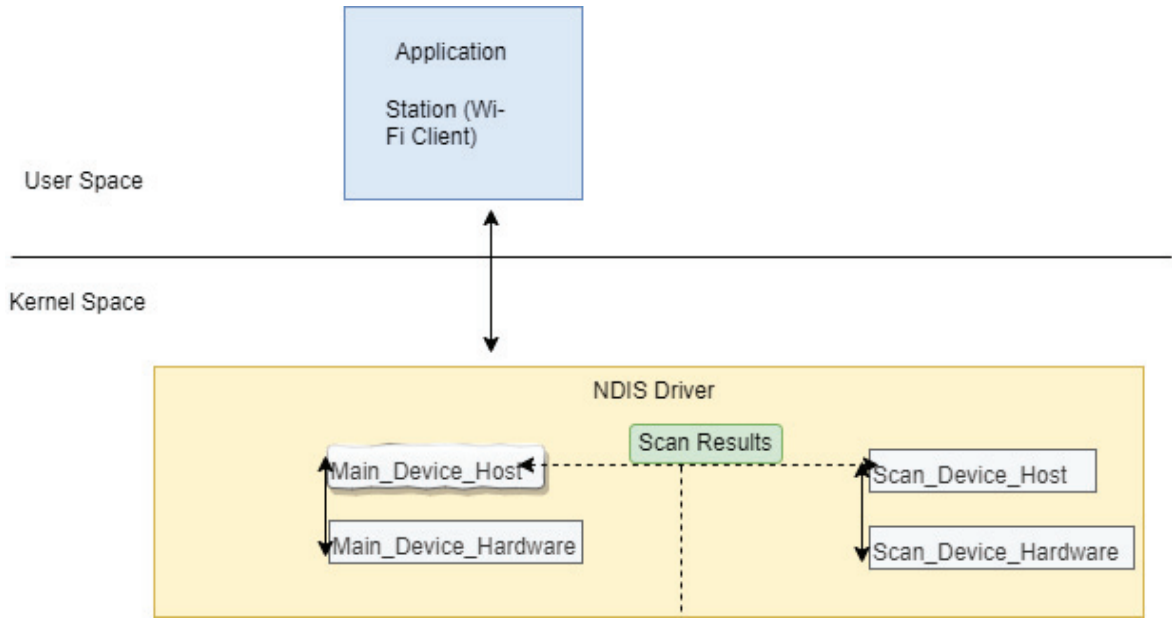 Application
Station (Wi-
Fi Client)
User Space
Kernel Space
NDIS Driver
Scan Results
Main_Device_Host
Scan_Device_Host
Main_Device_Hardware
Scan_Device_Hardware